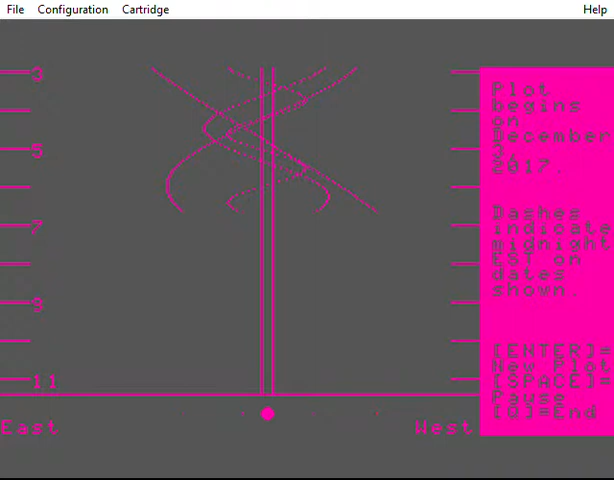 File Configuration Cartridge Help
3
5
7
9
11
East West
Plot
begins
on
December
3,
2017.
Dashes
indicate
midnight
EST on
dates
shown.
[ENTER]=
New Plot
[SPACE]=
Pause
[Q]=End